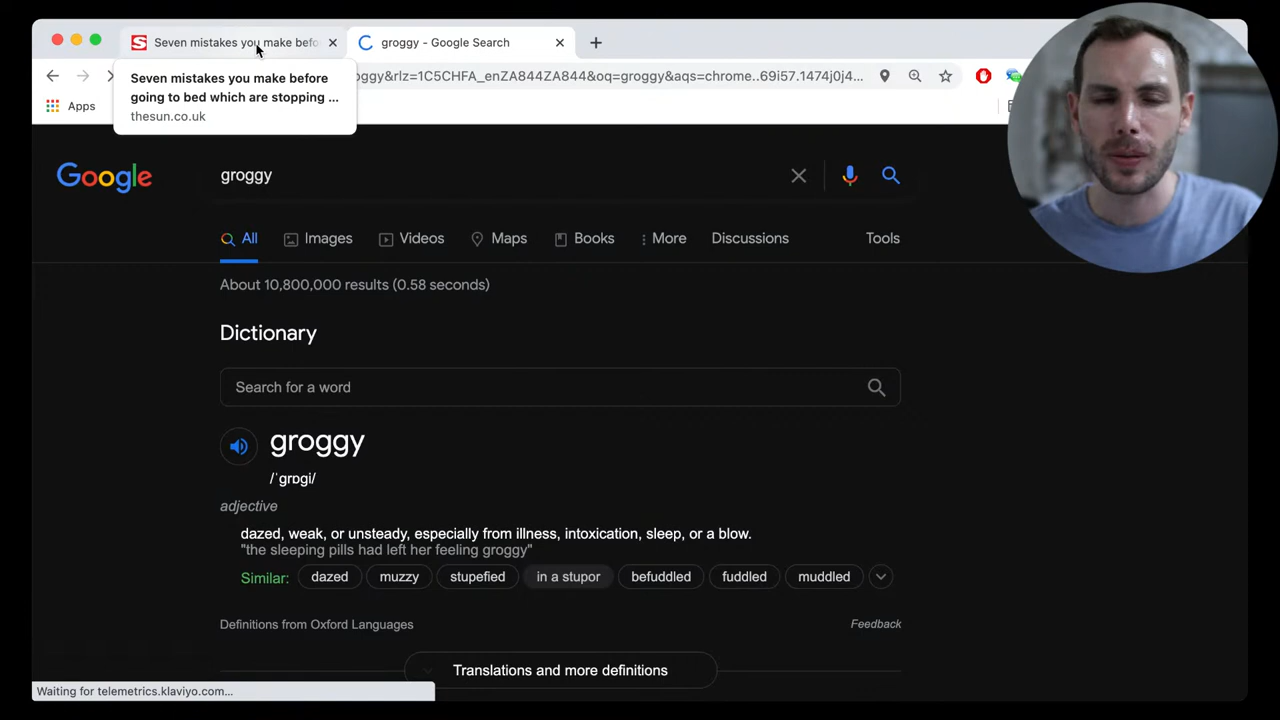 Seven mistakes you make befo
groggy - Google Search
oggy&rlz=1C5CHFA_enZA844ZA844&oq=groggy&aqs=chrome..69i57.1474j0j4...
Seven mistakes you make before
going to bed which are stopping ...
thesun.co.uk
Apps
Google
groggy
All
Images
Videos
Maps
Books
More
Discussions
Tools
About 10,800,000 results (0.58 seconds)
Dictionary
Search for a word
groggy
/ˈɡrɒɡi/
adjective
dazed, weak, or unsteady, especially from illness, intoxication, sleep, or a blow.
"the sleeping pills had left her feeling groggy"
Similar: dazed muzzy stupefied in a stupor befuddled fuddled muddled
Definitions from Oxford Languages
Feedback
Translations and more definitions
Waiting for telemetrics.klaviyo.com...